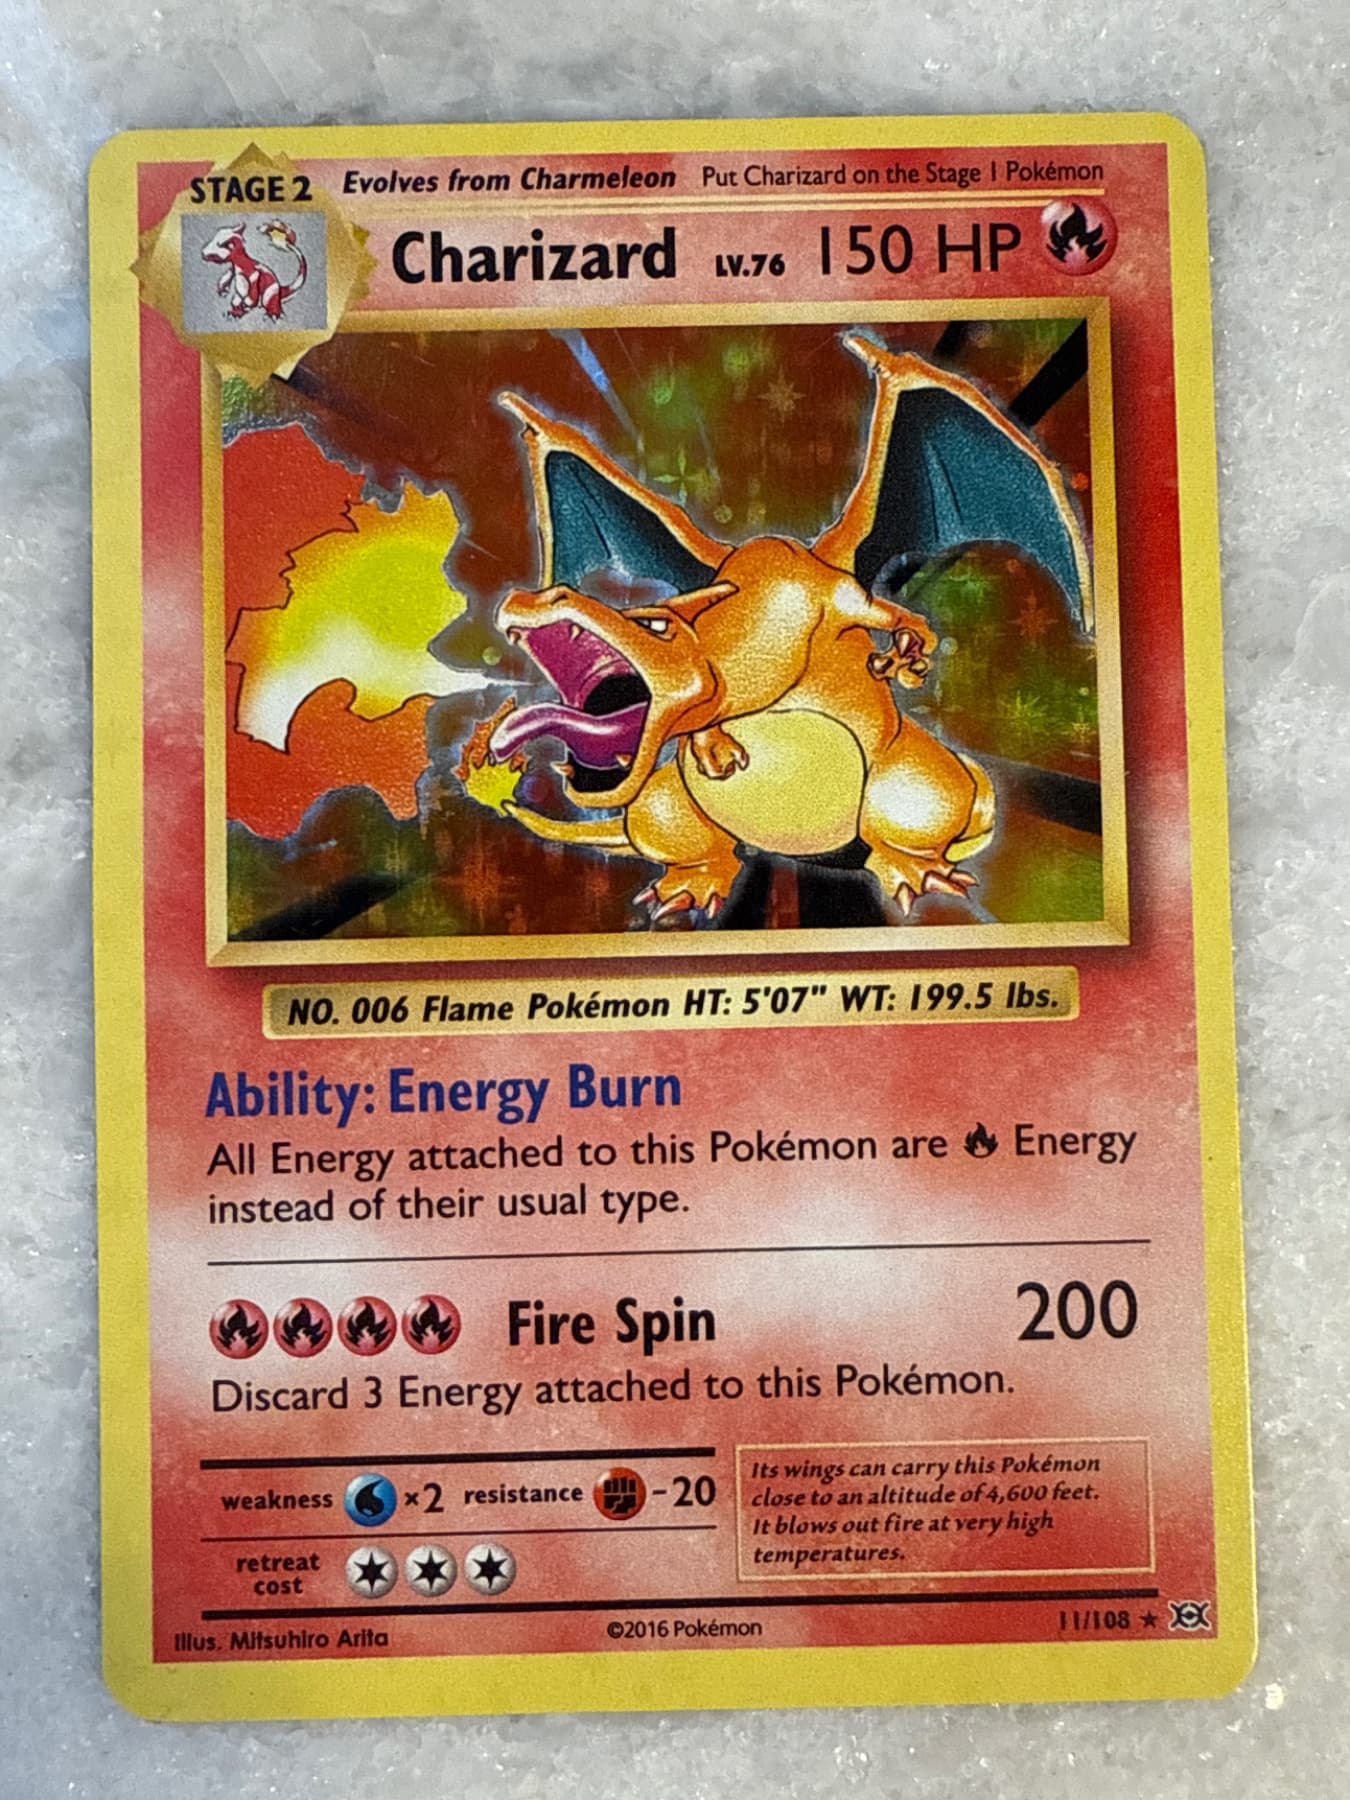 STAGE 2 Evolves from Charmeleon Put Charizard on the Stage 1 Pokémon
Charizard LV.76 150 HP
NO. 006 Flame Pokémon HT: 5'07" WT: 199.5 lbs.
Ability: Energy Burn
All Energy attached to this Pokémon are Energy
instead of their usual type.
Fire Spin 200
Discard 3 Energy attached to this Pokémon.
weakness ×2 resistance -20
retreat
cost
Its wings can carry this Pokémon
close to an altitude of 4,600 feet.
It blows out fire at very high
temperatures.
Illus. Mitsuhiro Arita ©2016 Pokémon 11/108 ★